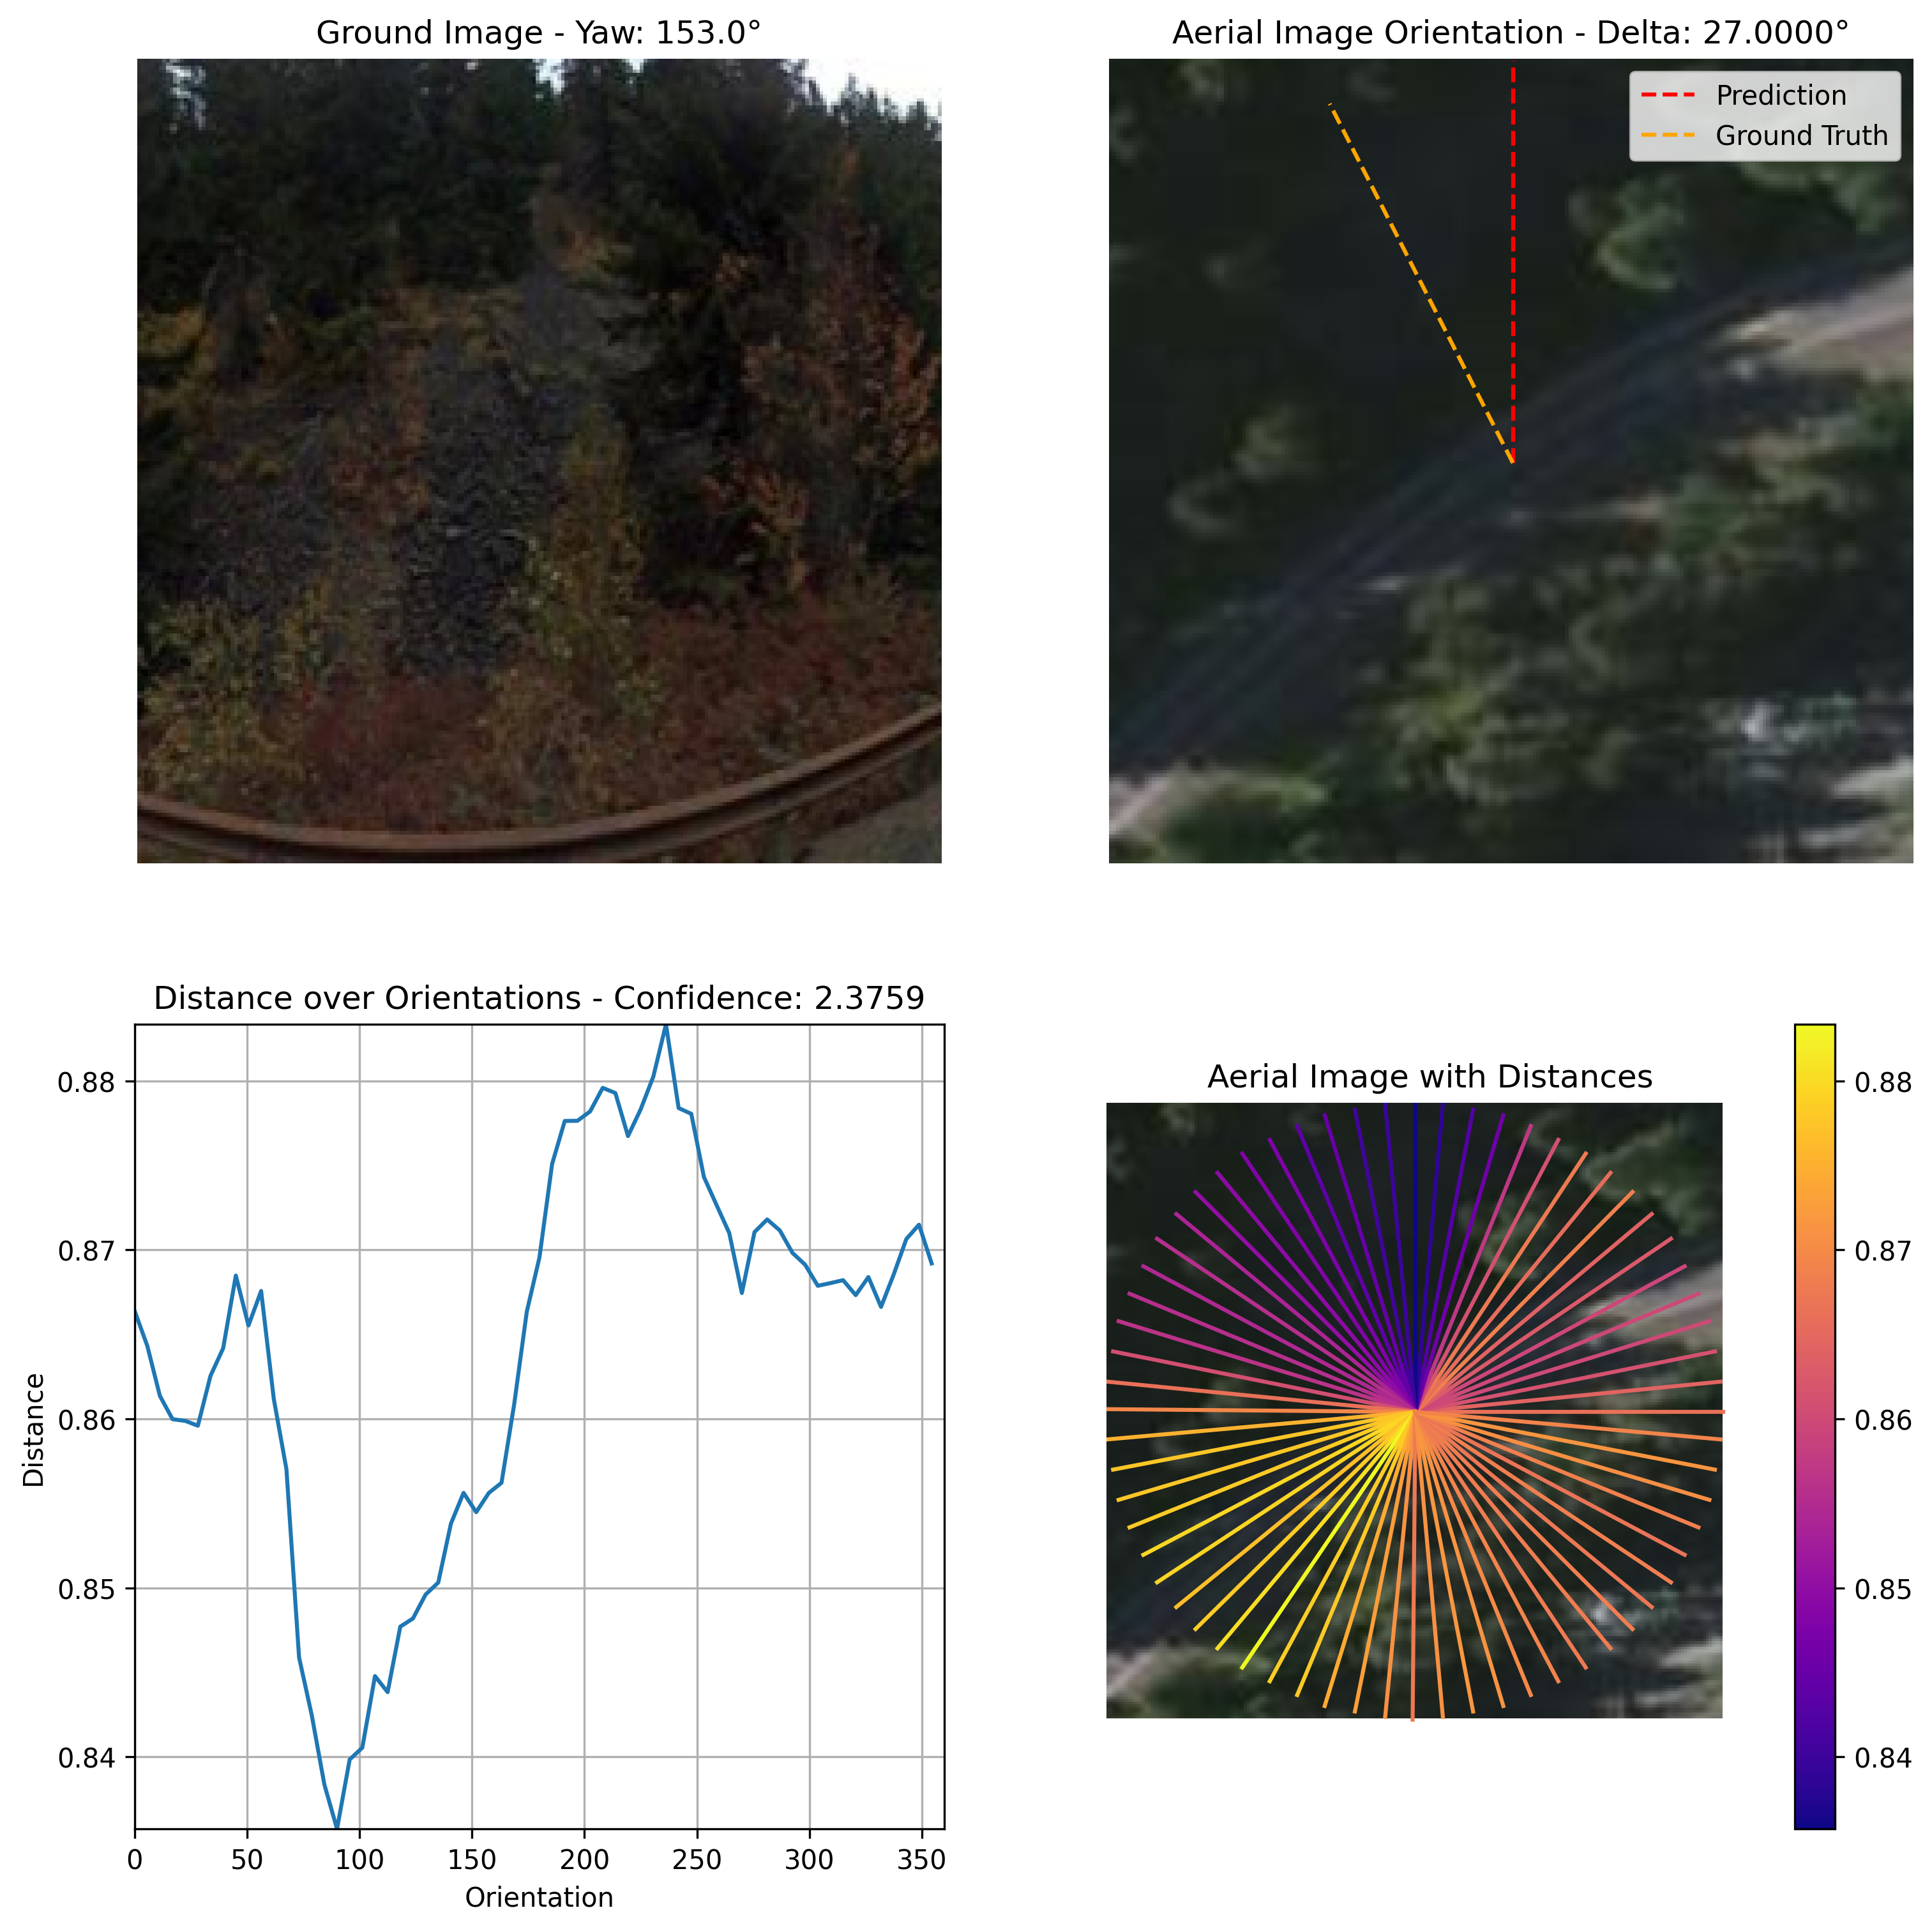 Ground Image - Yaw: 153.0°
Aerial Image Orientation - Delta: 27.0000°
Prediction
Ground Truth
Distance over Orientations - Confidence: 2.3759
0.88
0.87
0.86
0.85
0.84
Distance
0
50
100
150
200
250
300
350
Orientation
Aerial Image with Distances
0.88
0.87
0.86
0.85
0.84